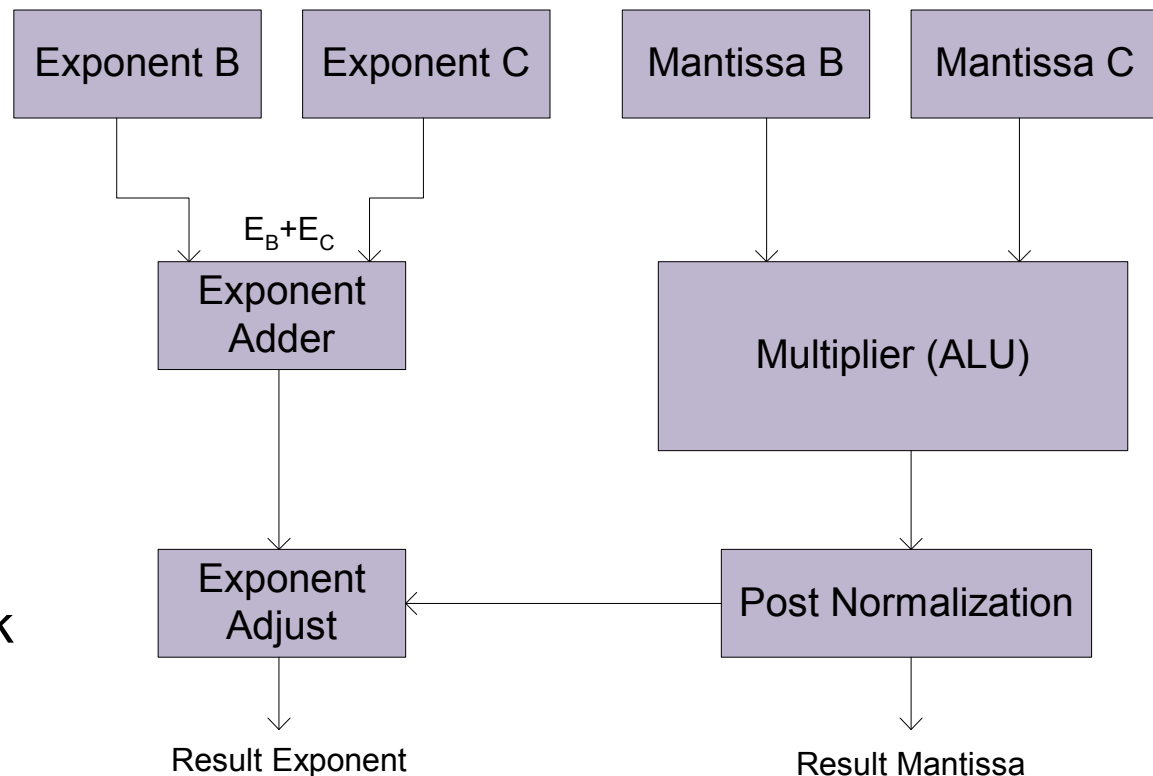 Exponent B
Exponent C
Mantissa B
Mantissa C
E_B+E_C
Exponent
Adder
Multiplier (ALU)
Exponent
Adjust
Post Normalization
k
Result Exponent
Result Mantissa